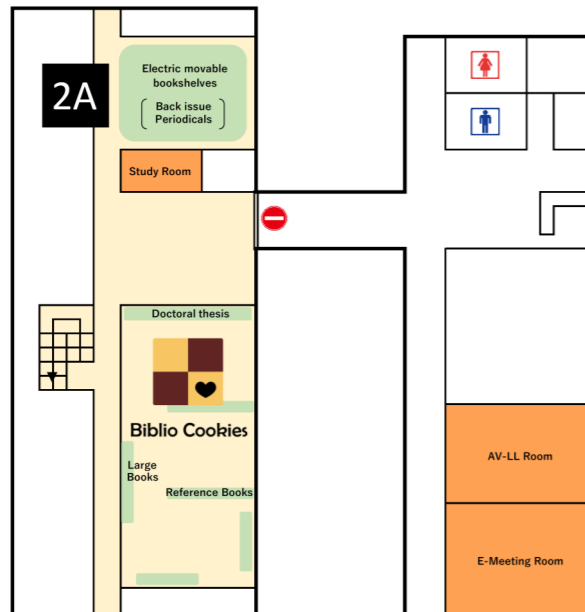 2A
Electric movable
bookshelves
Back issue
Periodicals
Study Room
Doctoral thesis
Biblio Cookies
Large
Books
Reference Books
AV-LL Room
E-Meeting Room